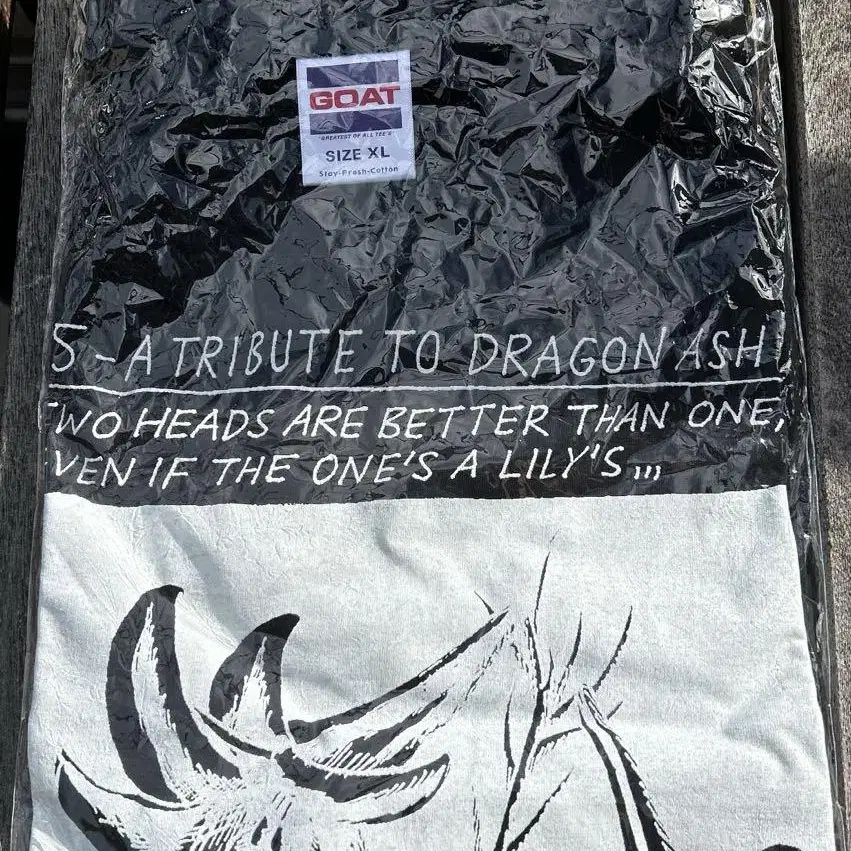 GOAT
"GREATEST OF ALL TEE'S"
SIZE XL
Stay-Fresh-Cotton
5-A TRIBUTE TO DRAGON ASH
WO HEADS ARE BETTER THAN ONE,
VEN IF THE ONE'S A LILY'S,,,